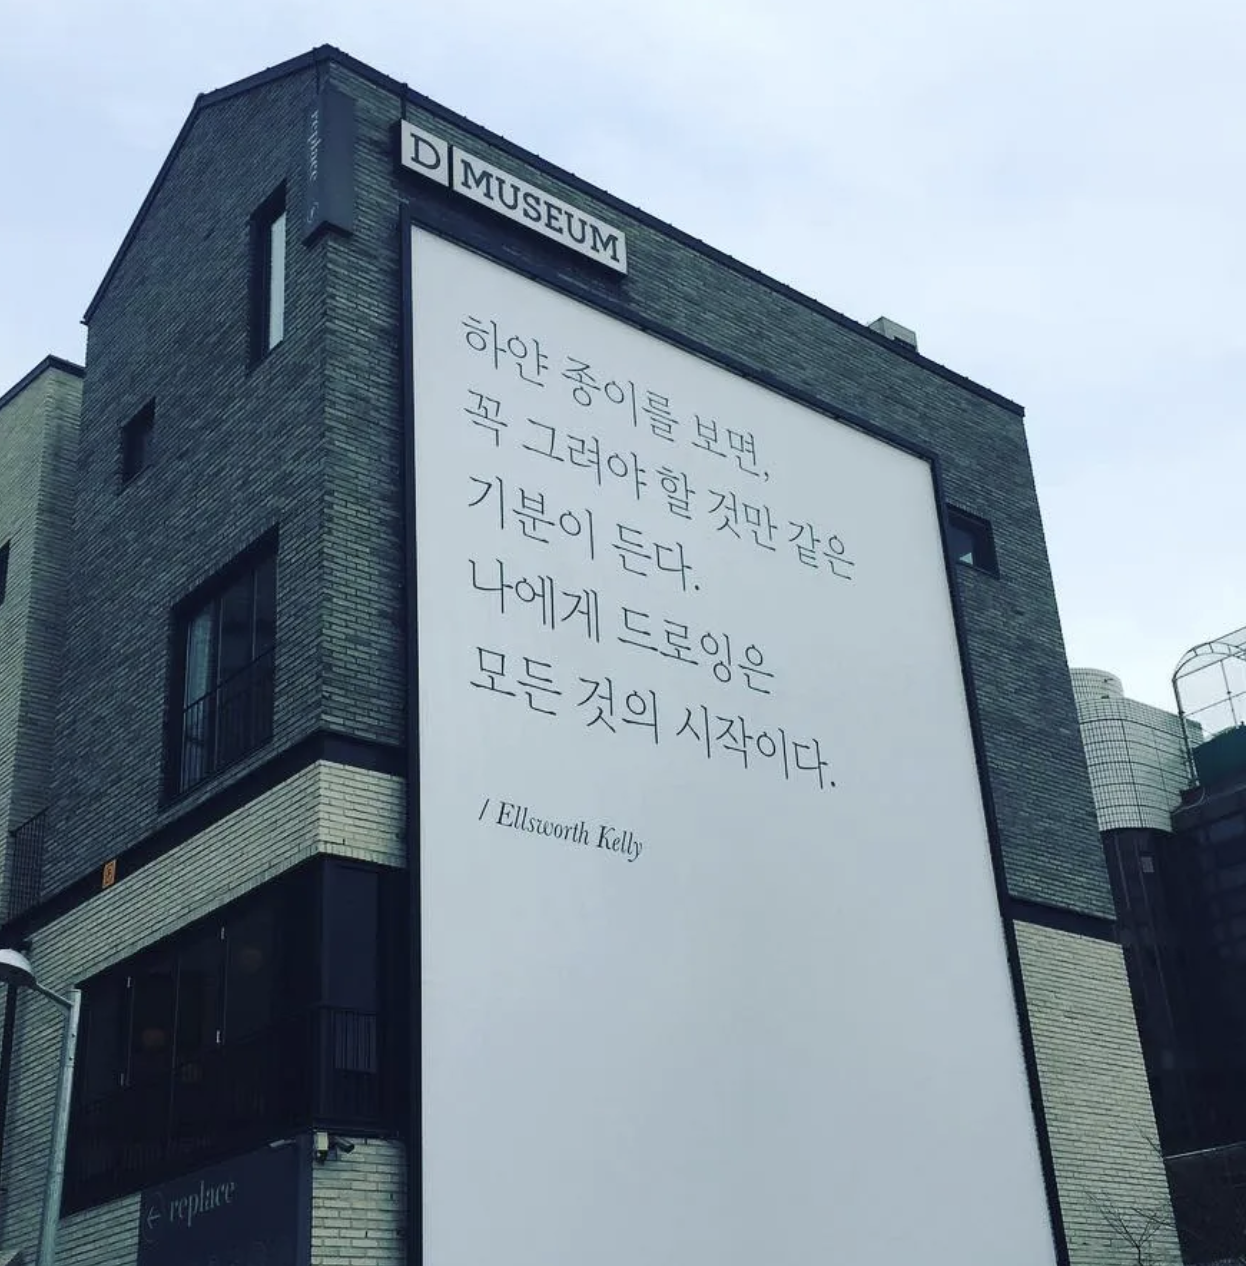 replace
D MUSEUM
하얀 종이를 보면,
꼭 그려야 할 것만 같은
기분이 든다.
나에게 드로잉은
모든 것의 시작이다.
/ Ellsworth Kelly
replace